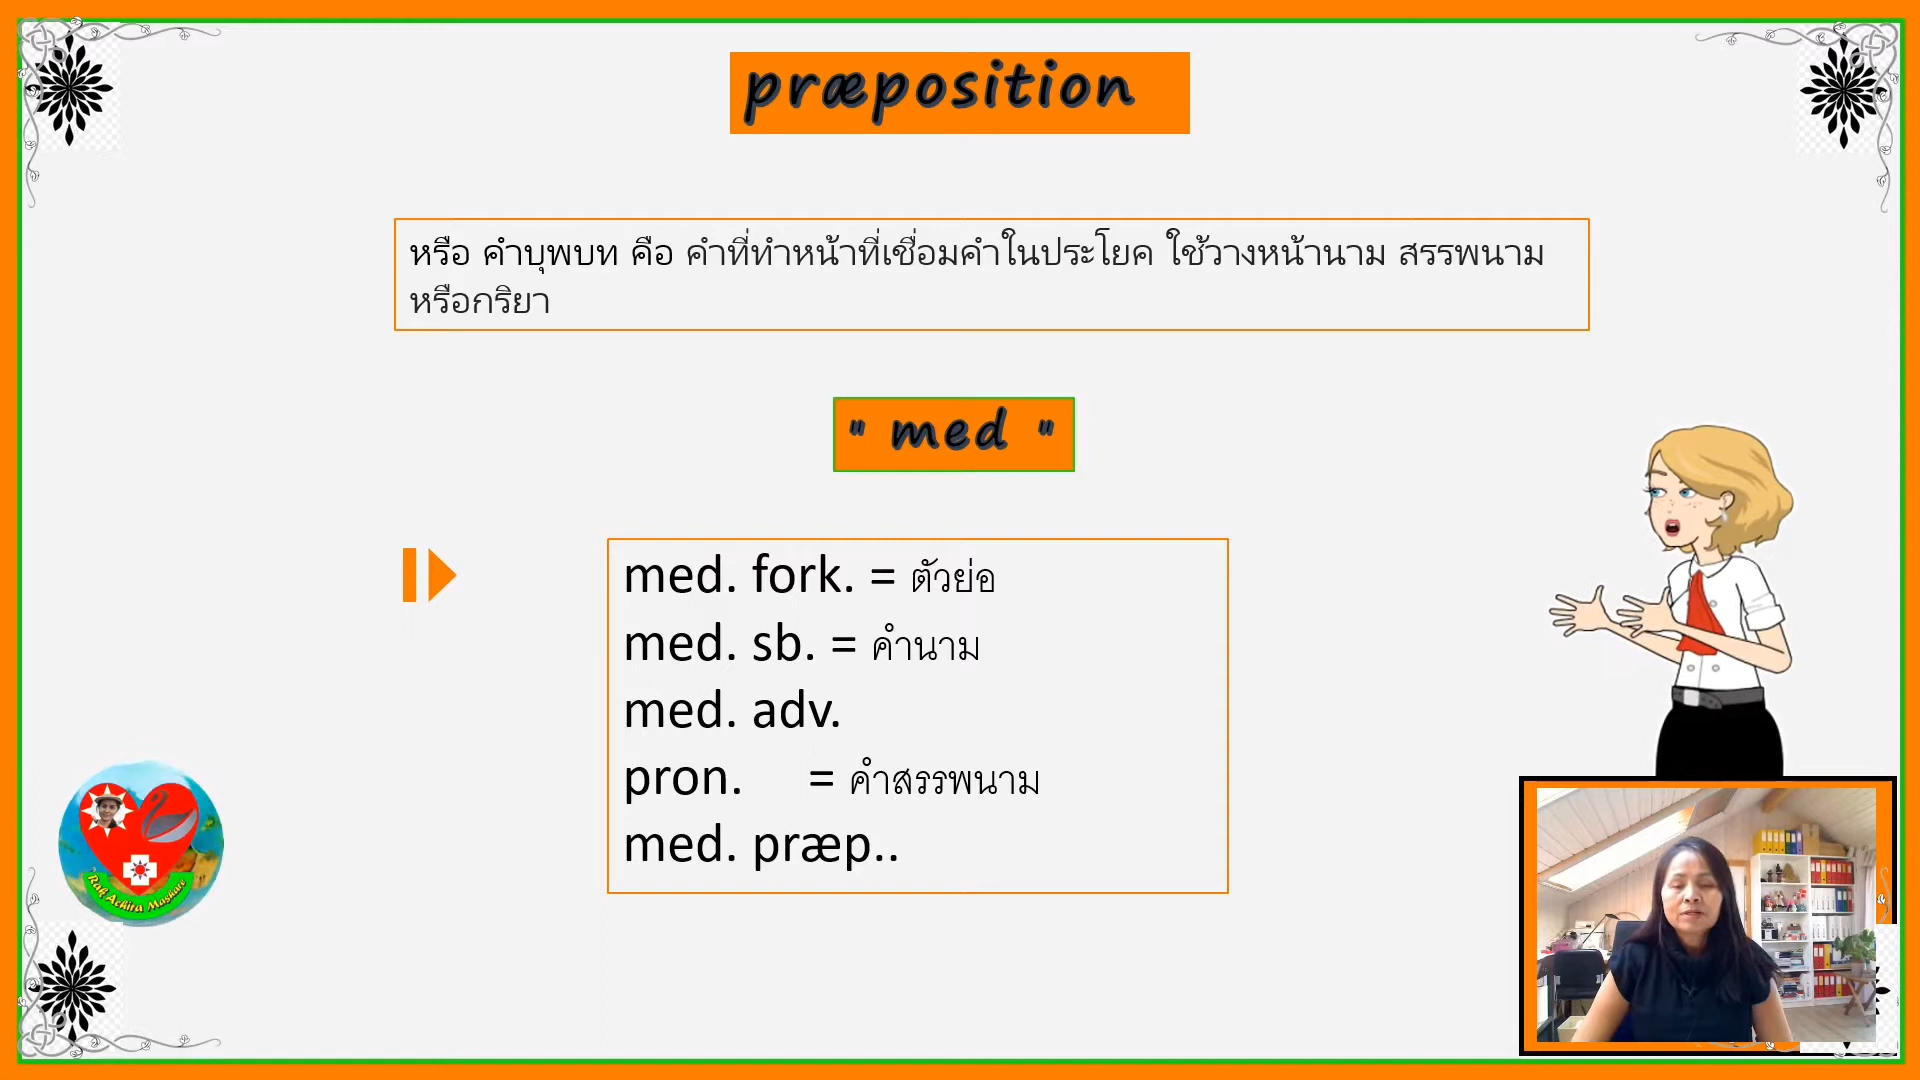 præposition
หรือ คำบุพบท คือ คำที่ทำหน้าที่เชื่อมคำในประโยค ใช้วางหน้านาม สรรพนาม
หรือกริยา
" med "
med. fork. = ตัวย่อ
med. sb. = คำนาม
med. adv.
pron. = คำสรรพนาม
med. præp..
Rak Achira Maghare